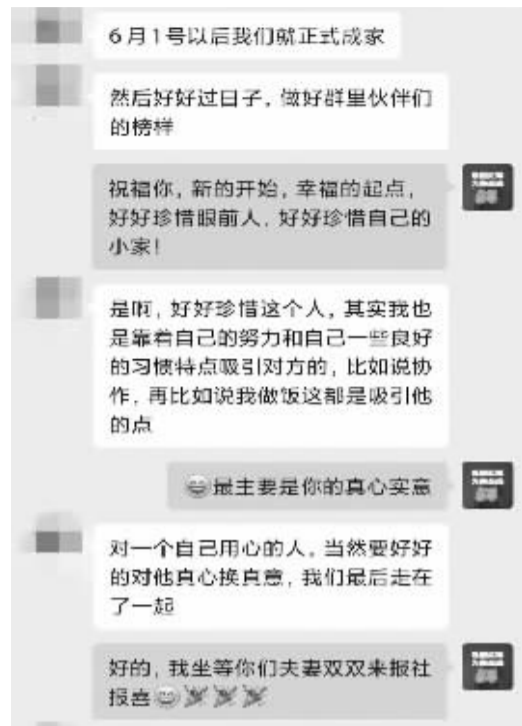 6月1号以后我们就正式成家
然后好好过日子，做好群里伙伴们
的榜样
祝福你，新的开始，幸福的起点，
好好珍惜眼前人，好好珍惜自己的
小家！
是啊，好好珍惜这个人，其实我也
是靠着自己的努力和自己一些良好
的习惯特点吸引对方的，比如说协
作，再比如说我做饭这都是吸引他
的点
最主要是你的真心实意
对一个自己用心的人，当然要好好
的对他真心换真意，我们最后走在
了一起
好的，我坐等你们夫妻双双来报社
报喜